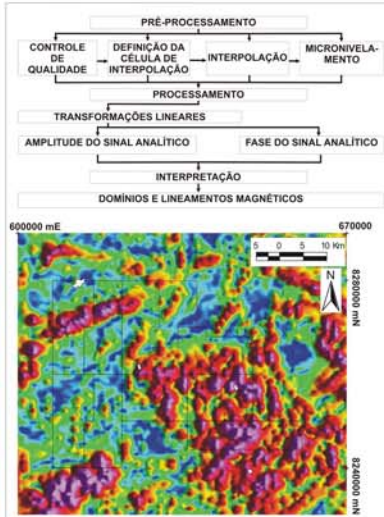 PRÉ-PROCESSAMENTO
CONTROLE
DE
QUALIDADE
DEFINIÇÃO DA
CÉLULA DE
INTERPOLAÇÃO
INTERPOLAÇÃO
MICRONIVELA-
MENTO
PROCESSAMENTO
TRANSFORMAÇÕES LINEARES
AMPLITUDE DO SINAL ANALÍTICO
FASE DO SINAL ANALÍTICO
INTERPRETAÇÃO
DOMÍNIOS E LINEAMENTOS MAGNÉTICOS
600000 mE
670000
5 0 5 10 Km
N
8280000 mN
8240000 mN